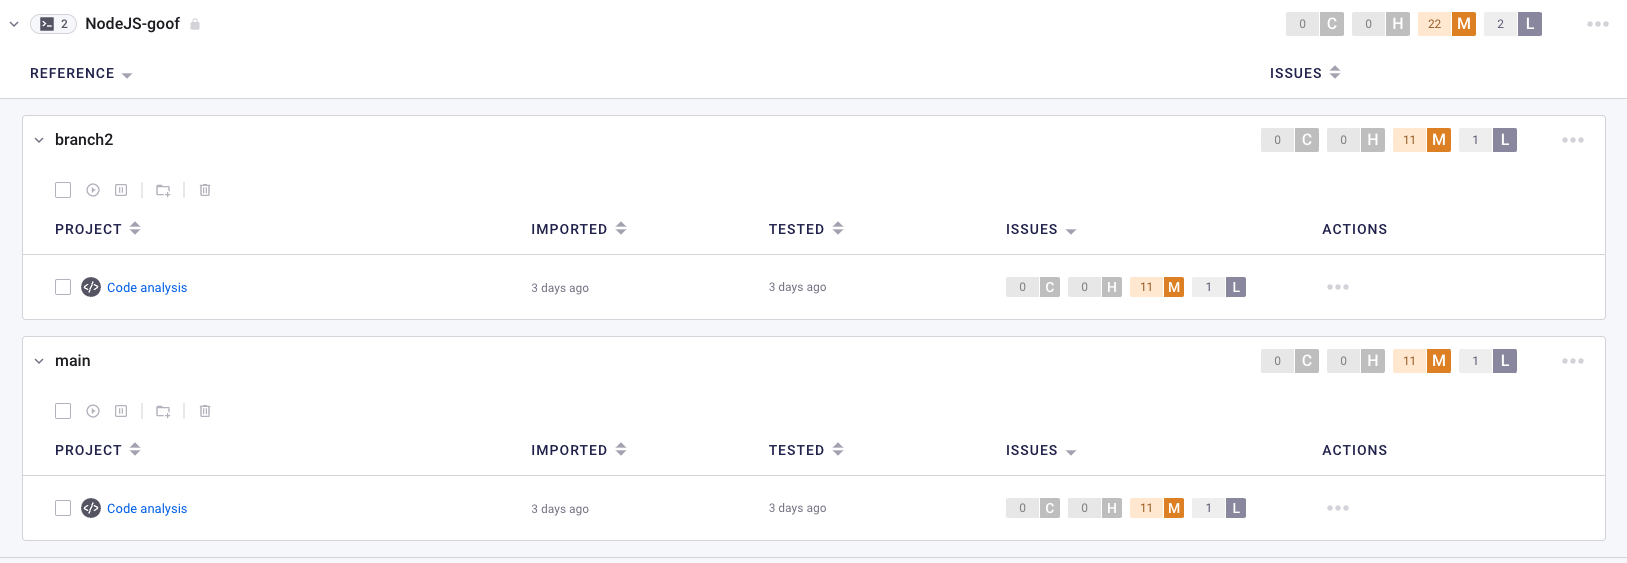 2 NodeJS-goof 0 C 0 H 22 M 2 L
REFERENCE ISSUES
branch2 0 C 0 H 11 M 1 L
PROJECT IMPORTED TESTED ISSUES ACTIONS
Code analysis 3 days ago 3 days ago 0 C 0 H 11 M 1 L
main 0 C 0 H 11 M 1 L
PROJECT IMPORTED TESTED ISSUES ACTIONS
Code analysis 3 days ago 3 days ago 0 C 0 H 11 M 1 L